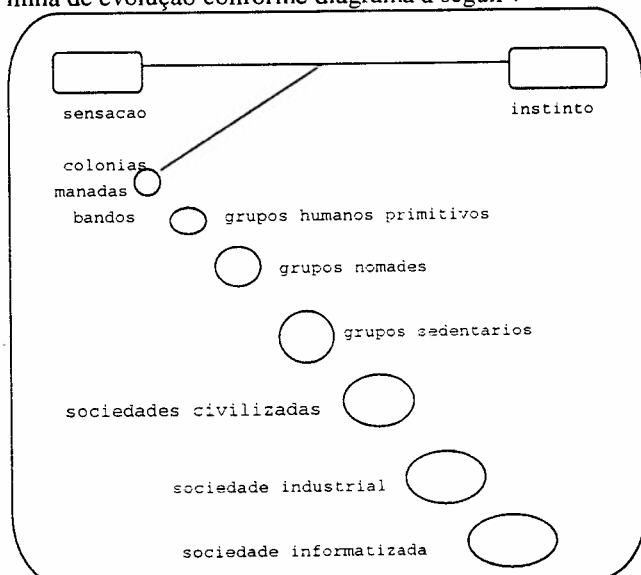 linha de evolução conforme diagrama a seguir:
sensacao
instinto
colonias
manadas
bandos
grupos humanos primitivos
grupos nomades
grupos sedentarios
sociedades civilizadas
sociedade industrial
sociedade informatizada